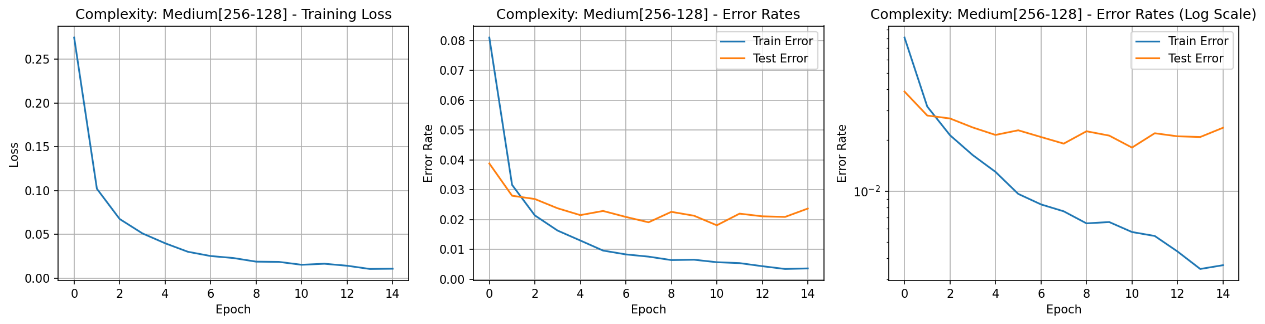 Complexity: Medium[256-128] - Training Loss
Loss
0.25
0.20
0.15
0.10
0.05
0.00
0 2 4 6 8 10 12 14
Epoch
Complexity: Medium[256-128] - Error Rates
Error Rate
0.08
0.07
0.06
0.05
0.04
0.03
0.02
0.01
0.00
Train Error
Test Error
0 2 4 6 8 10 12 14
Epoch
Complexity: Medium[256-128] - Error Rates (Log Scale)
Error Rate
10⁻²
Train Error
Test Error
0 2 4 6 8 10 12 14
Epoch